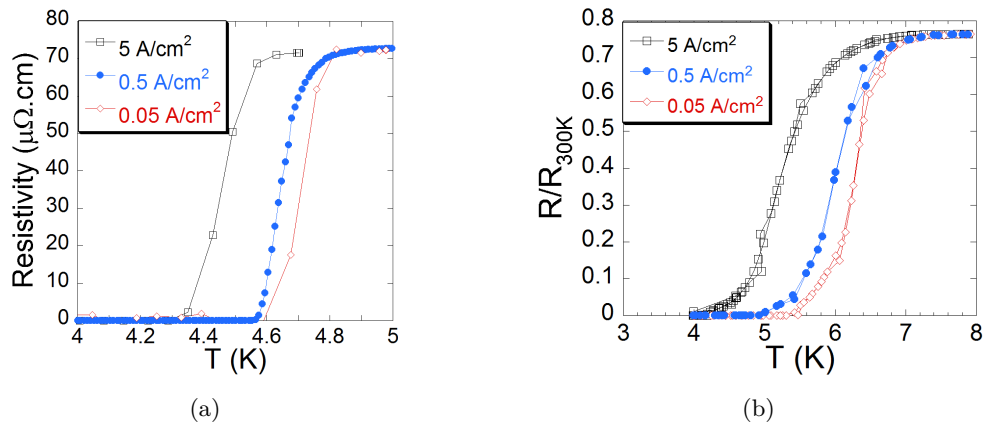 80
70
60
50
40
30
20
10
0
Resistivity (μΩ.cm)
5 A/cm²
0.5 A/cm²
0.05 A/cm²
4 4.2 4.4 4.6 4.8 5
T (K)
(a)
0.8
0.7
0.6
0.5
0.4
0.3
0.2
0.1
0
R/R300K
5 A/cm²
0.5 A/cm²
0.05 A/cm²
3 4 5 6 7 8
T (K)
(b)